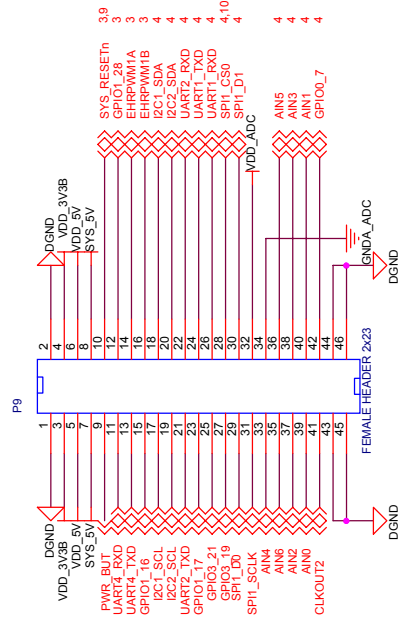 P9
DGND
VDD_3V3B
VDD_5V
SYS_5V
PWR_BUT
UART4_RXD
UART4_TXD
GPIO1_16
I2C1_SCL
I2C2_SCL
UART2_TXD
GPIO1_17
GPIO3_21
GPIO3_19
SPI1_D0
SPI1_SCLK
AIN4
AIN6
AIN2
AIN0
CLKOUT2
DGND
1
3
5
7
9
11
13
15
17
19
21
23
25
27
29
31
33
35
37
39
41
43
45
2
4
6
8
10
12
14
16
18
20
22
24
26
28
30
32
34
36
38
40
42
44
46
FEMALE HEADER 2x23
DGND
VDD_3V3B
VDD_5V
SYS_5V
SYS_RESETn 3,9
GPIO1_28 3
EHRPWM1A 3
EHRPWM1B 3
I2C1_SDA 4
I2C2_SDA 4
UART2_RXD 4
UART1_TXD 4
UART1_RXD 4
SPI1_CS0 4,10
SPI1_D1 4
VDD_ADC
AIN5 4
AIN3 4
AIN1 4
GPIO0_7 4
GNDA_ADC
DGND